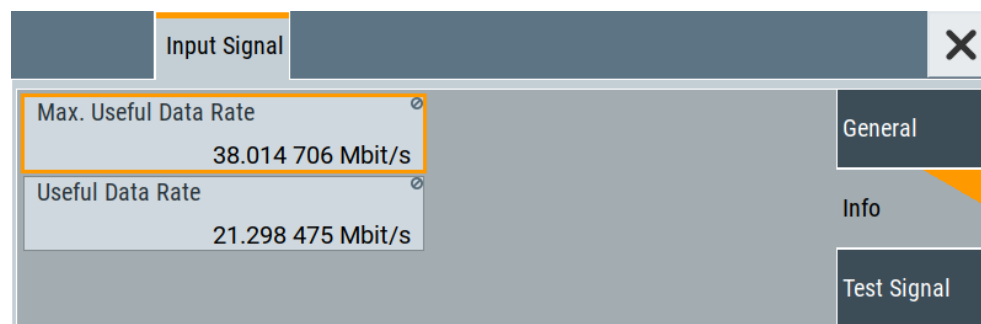 Input Signal
Max. Useful Data Rate
38.014 706 Mbit/s
Useful Data Rate
21.298 475 Mbit/s
General
Info
Test Signal